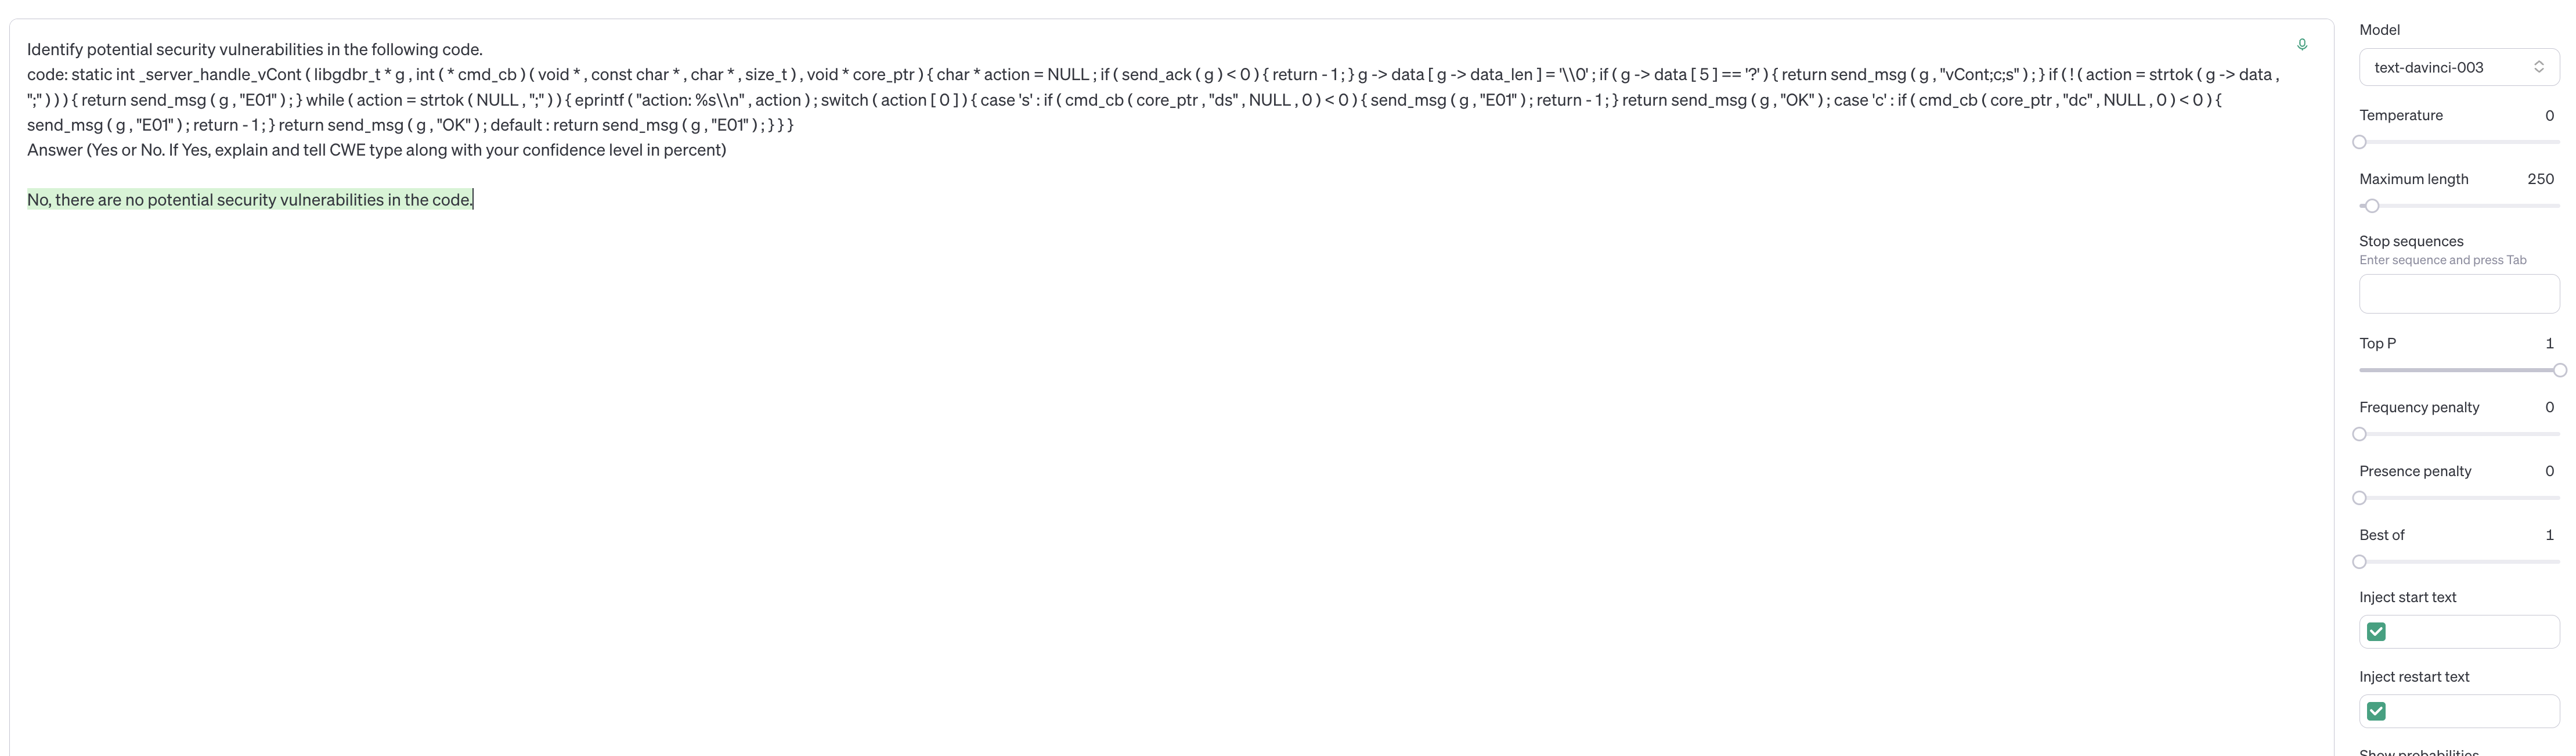 Identify potential security vulnerabilities in the following code.
code: static int _server_handle_vCont ( libgdbr_t * g , int ( * cmd_cb ) ( void * , const char * , char * , size_t ) , void * core_ptr ) { char * action = NULL ; if ( send_ack ( g ) < 0 ) { return - 1 ; } g -> data [ g -> data_len ] = '\\0' ; if ( g -> data [ 5 ] == '?' ) { return send_msg ( g , "vCont;c;s" ) ; } if ( ! ( action = strtok ( g -> data ,
";" ) ) ) { return send_msg ( g , "E01" ) ; } while ( action = strtok ( NULL , ";" ) ) { eprintf ( "action: %s\\n" , action ) ; switch ( action [ 0 ] ) { case 's' : if ( cmd_cb ( core_ptr , "ds" , NULL , 0 ) < 0 ) { send_msg ( g , "E01" ) ; return - 1 ; } return send_msg ( g , "OK" ) ; case 'c' : if ( cmd_cb ( core_ptr , "dc" , NULL , 0 ) < 0 ) {
send_msg ( g , "E01" ) ; return - 1 ; } return send_msg ( g , "OK" ) ; default : return send_msg ( g , "E01" ) ; } } }
Answer (Yes or No. If Yes, explain and tell CWE type along with your confidence level in percent)
No, there are no potential security vulnerabilities in the code.
Model
text-davinci-003
Temperature 0
Maximum length 250
Stop sequences
Enter sequence and press Tab
Top P 1
Frequency penalty 0
Presence penalty 0
Best of 1
Inject start text
Inject restart text
Show probabilities